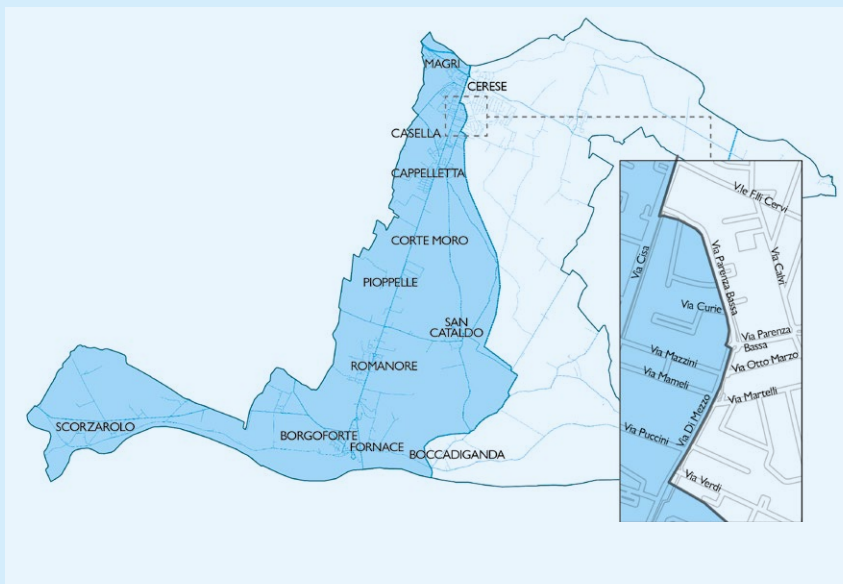 MAGRI
CERESE
CASELLA
CAPPELLETTA
CORTE MORO
PIOPPELLE
SAN
CATALDO
ROMANORE
SCORZAROLO
BORGOFORTE
FORNACE
BOCCADIGANDA
V.le F.lli Cervi
Via Cisa
Via Parenza Bassa
Via Calvi
Via Curie
Via Parenza
Bassa
Via Mazzini
Via Otto Marzo
Via Mameli
Via Martelli
Via Di Mezzo
Via Puccini
Via Verdi